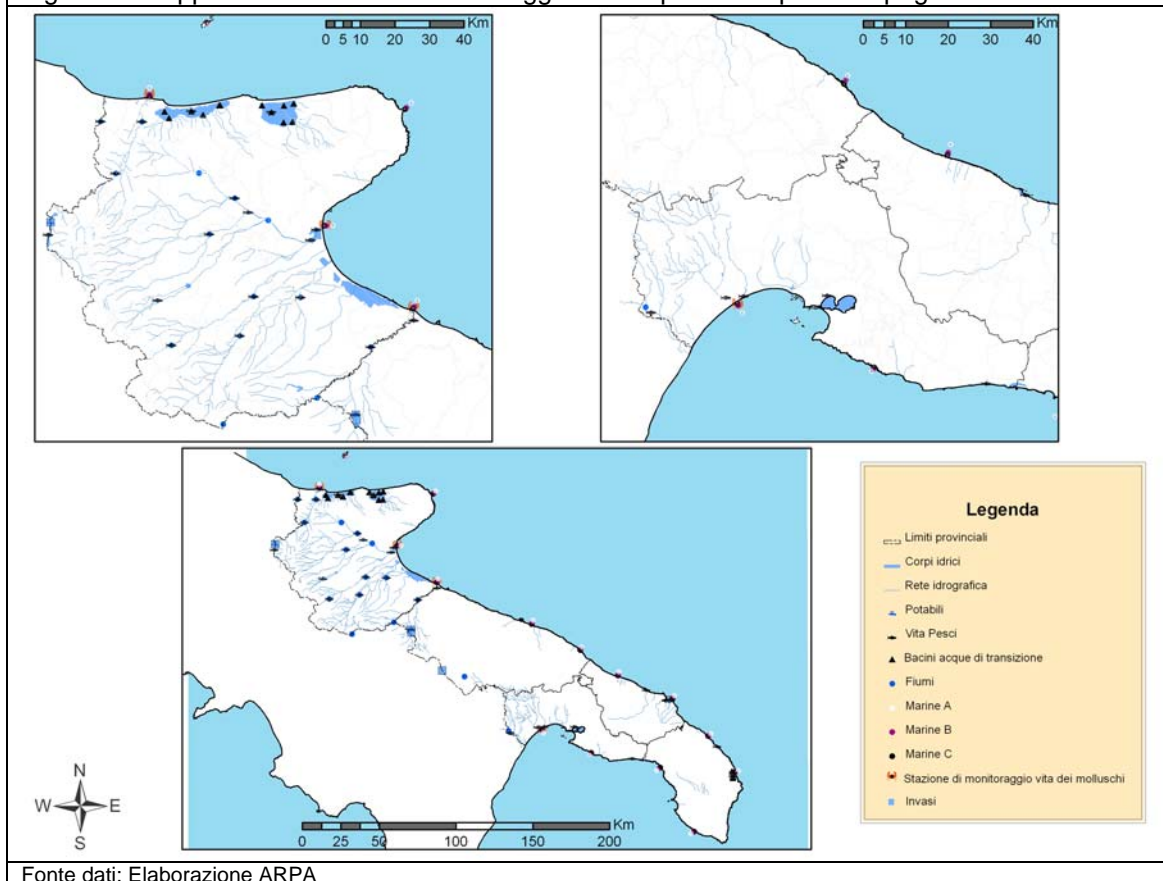 Km
0 5 10 20 30 40
Km
0 5 10 20 30 40
Legenda
Limiti provinciali
Corpi idrici
Rete idrografica
Potabili
Vita Pesci
Bacini acque di transizione
Fiumi
Marine A
Marine B
Marine C
Stazione di monitoraggio vita dei molluschi
Invasi
N
W E
S
Km
0 25 50 100 150 200
Fonte dati: Elaborazione ARPA